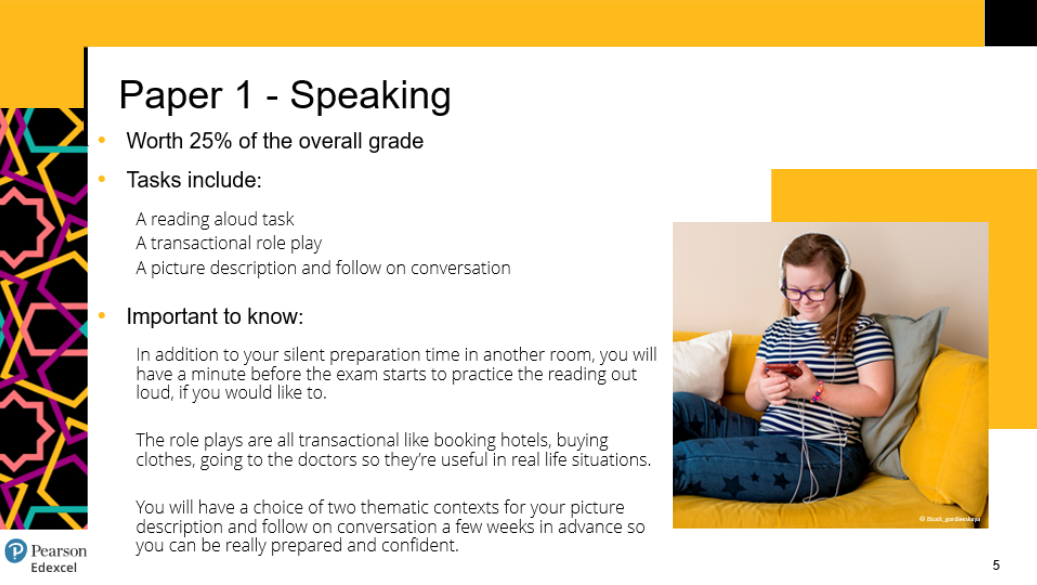 Paper 1 - Speaking
Worth 25% of the overall grade
Tasks include:
A reading aloud task
A transactional role play
A picture description and follow on conversation
Important to know:
In addition to your silent preparation time in another room, you will
have a minute before the exam starts to practice the reading out
loud, if you would like to.
The role plays are all transactional like booking hotels, buying
clothes, going to the doctors so they’re useful in real life situations.
You will have a choice of two thematic contexts for your picture
description and follow on conversation a few weeks in advance so
you can be really prepared and confident.
Pearson
Edexcel
5